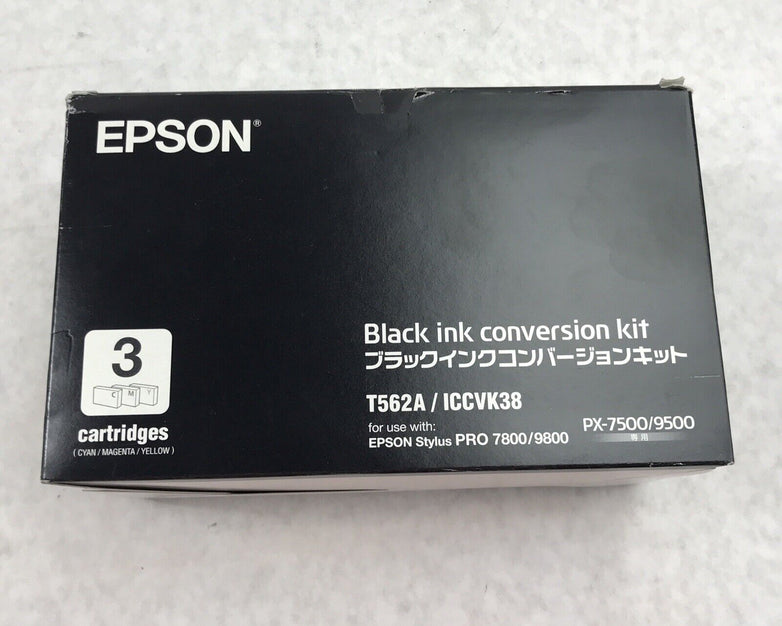 EPSON®
3
C M Y
cartridges
( CYAN / MAGENTA / YELLOW )
Black ink conversion kit
ブラックインクコンバージョンキット
T562A / ICCVK38
for use with:
EPSON Stylus PRO 7800/9800
PX-7500/9500
専用